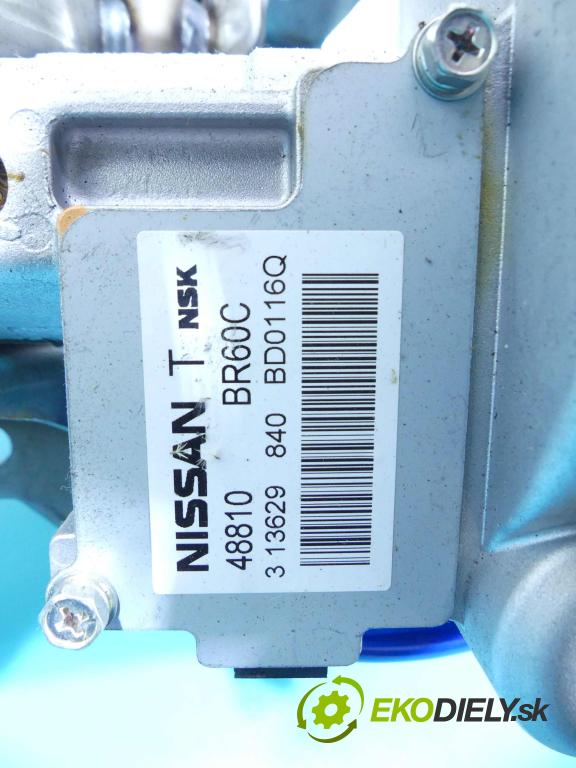 NISSAN T NSK
48810 BR60C
3 13629 840 BD0116Q
EKODIELY.sk